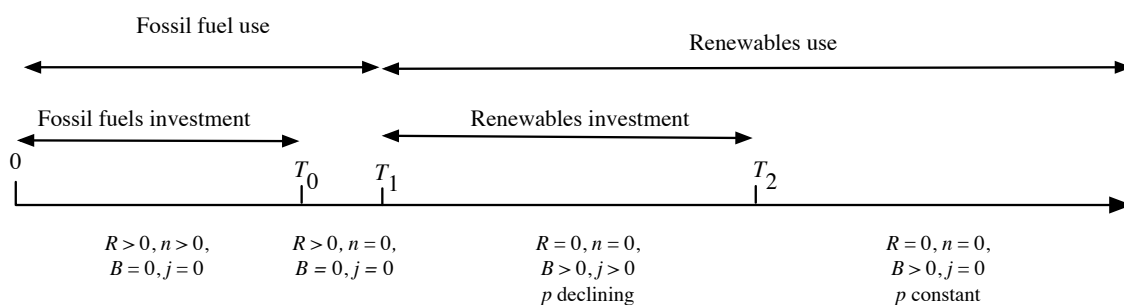 Fossil fuel use
Renewables use
Fossil fuels investment
Renewables investment
0
T0
T1
T2
R > 0, n > 0,
B = 0, j = 0
R > 0, n = 0,
B = 0, j = 0
R = 0, n = 0,
B > 0, j > 0
p declining
R = 0, n = 0,
B > 0, j = 0
p constant